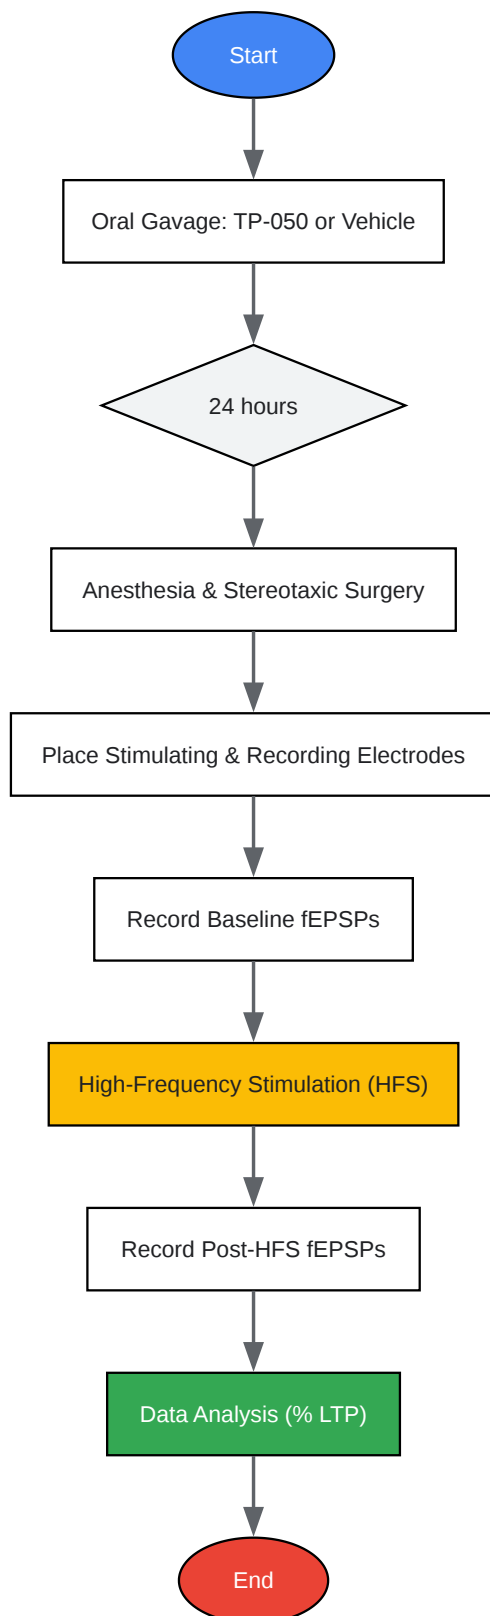 Start
Oral Gavage: TP-050 or Vehicle
24 hours
Anesthesia & Stereotaxic Surgery
Place Stimulating & Recording Electrodes
Record Baseline fEPSPs
High-Frequency Stimulation (HFS)
Record Post-HFS fEPSPs
Data Analysis (% LTP)
End